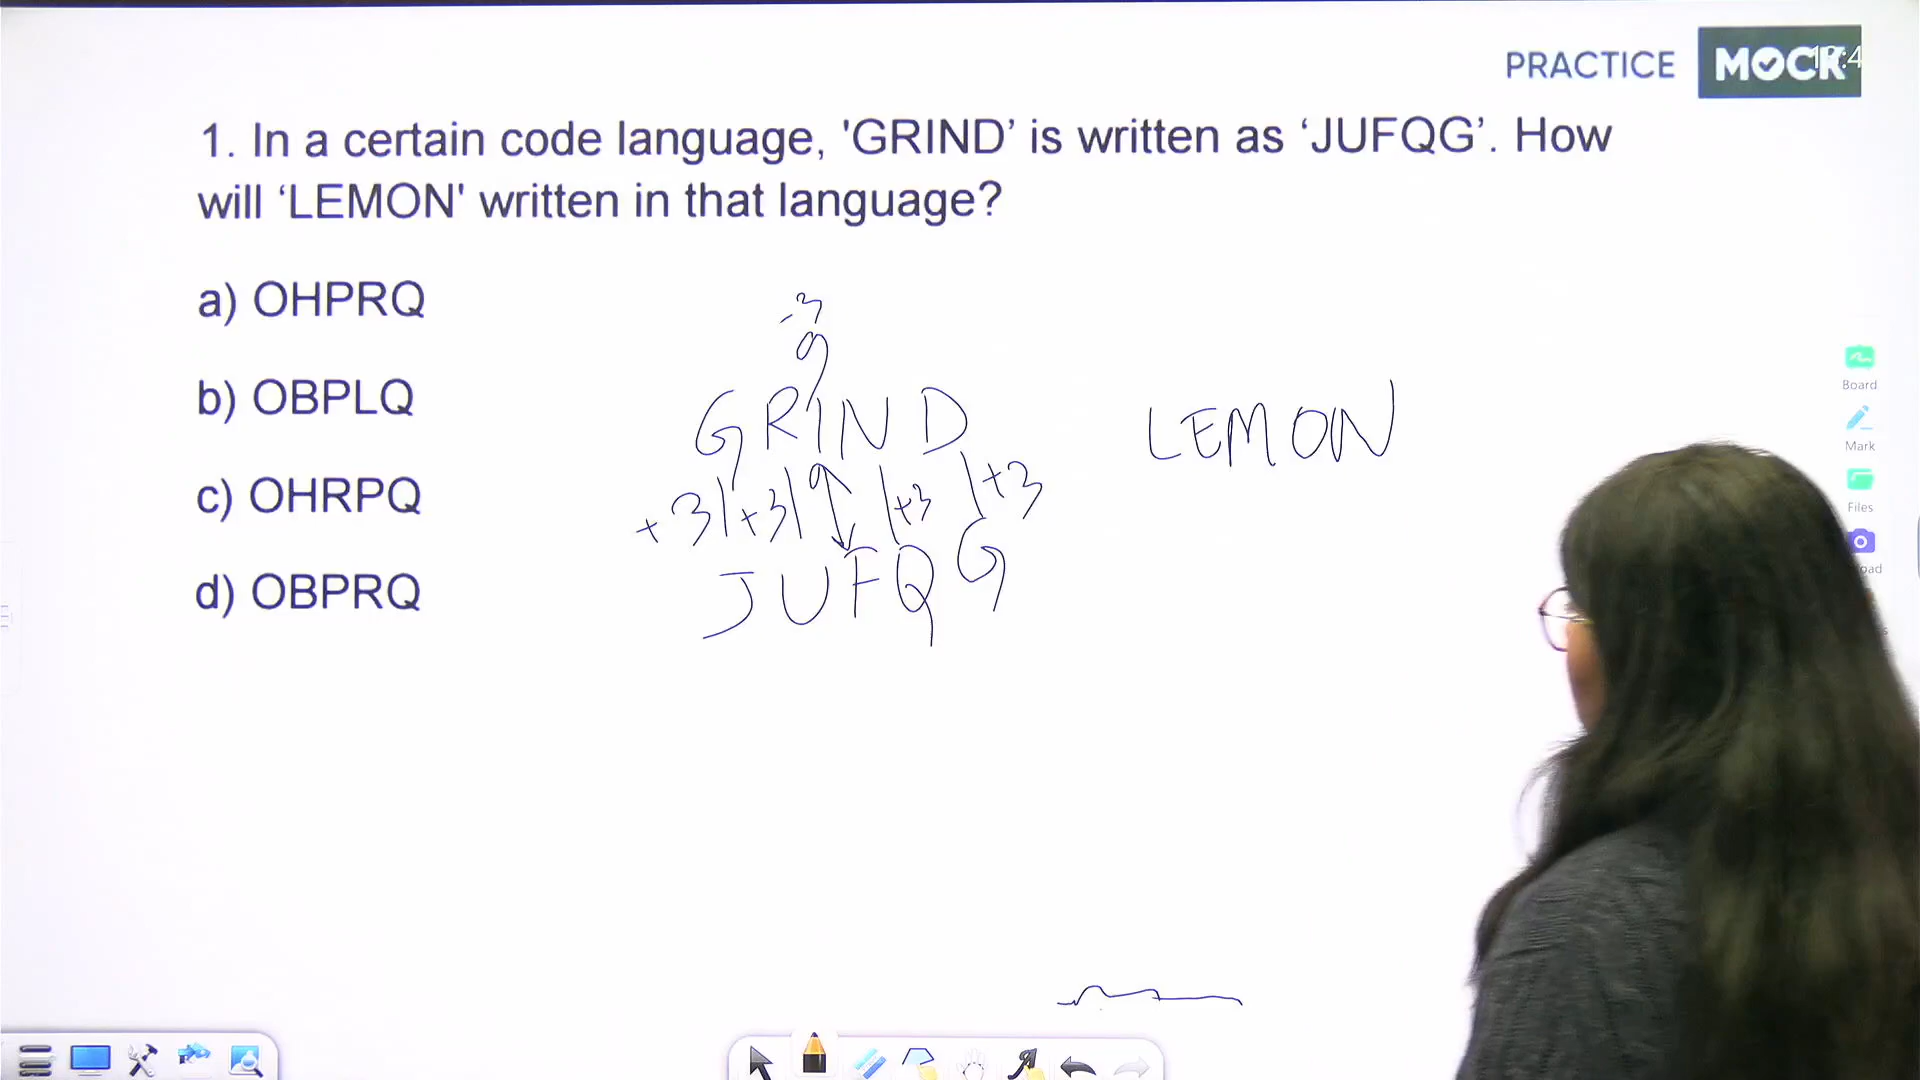 PRACTICE MOCK
1. In a certain code language, 'GRIND’ is written as ‘JUFQG’. How
will ‘LEMON' written in that language?
a) OHPRQ
b) OBPLQ
c) OHRPQ
d) OBPRQ
-3
9
GRIND
LEMON
+3 +3 9 +3 +3
JUFQG
Board
Mark
Files